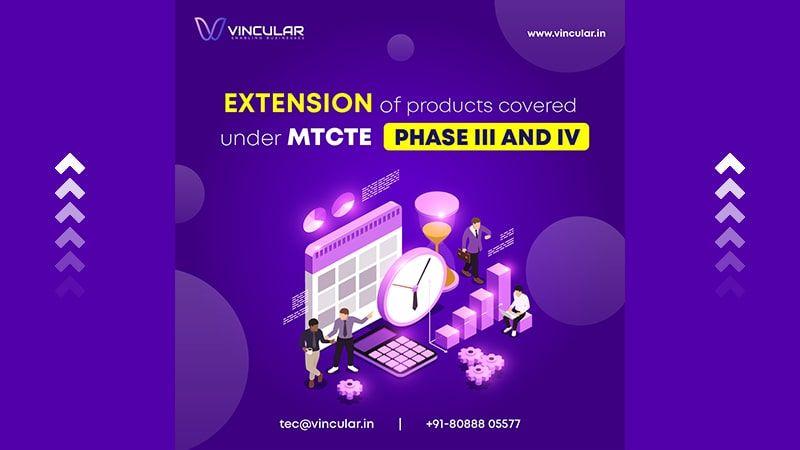 VINCULAR
ENABLING BUSINESSES
www.vincular.in
EXTENSION of products covered
under MTCTE PHASE III AND IV
tec@vincular.in | +91-80888 05577